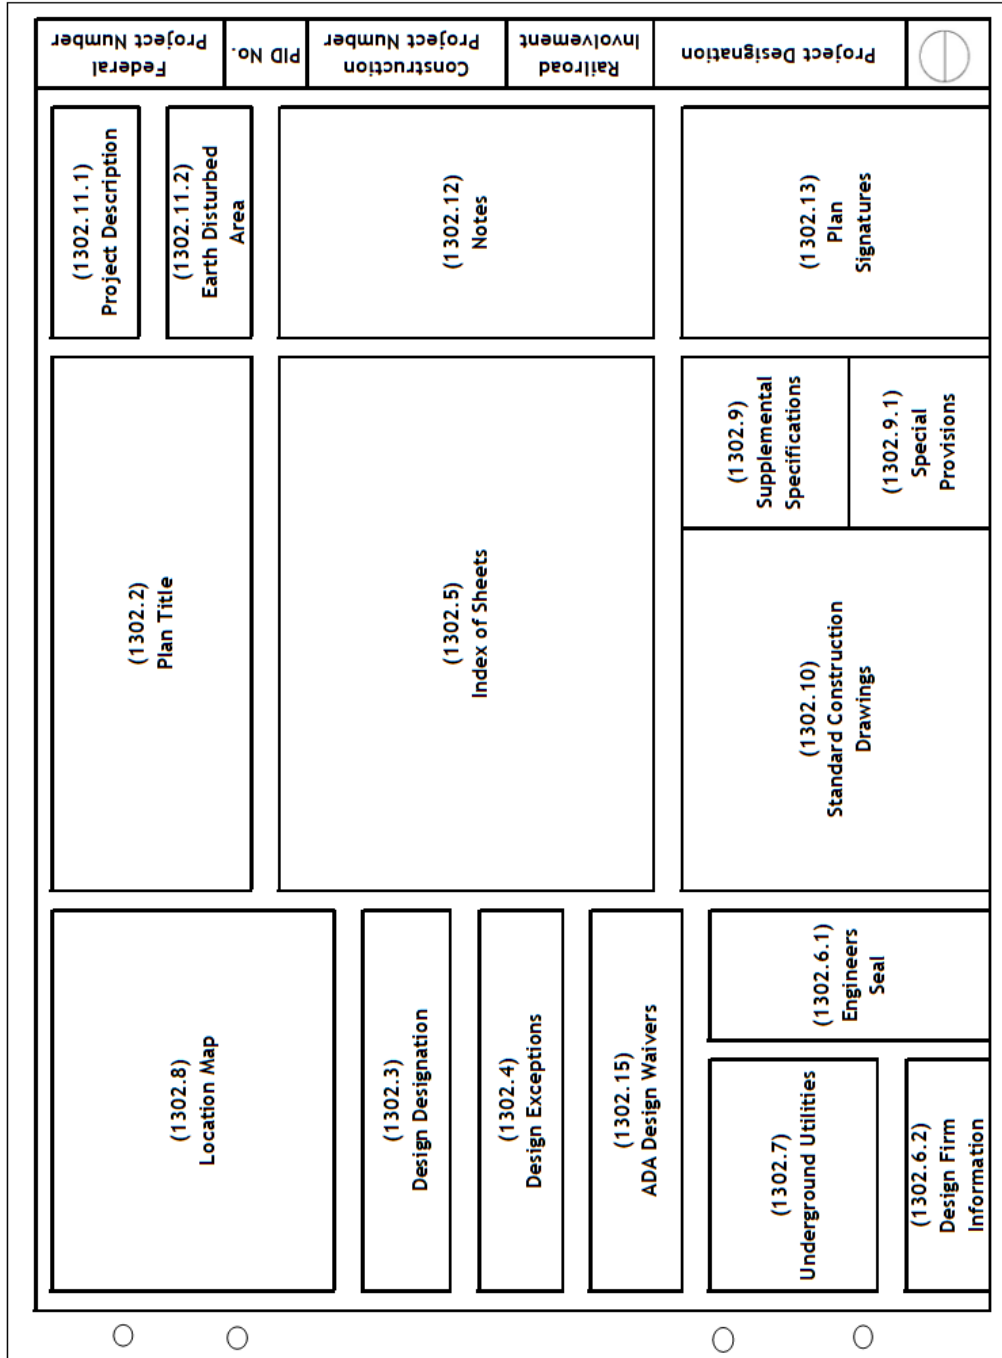 (1302.8)
Location Map
(1302.3)
Design Designation
(1302.4)
Design Exceptions
(1302.15)
ADA Design Waivers
(1302.7)
Underground Utilities
(1302.6.1)
Engineers
Seal
(1302.6.2)
Design Firm
Information
(1302.2)
Plan Title
(1302.5)
Index of Sheets
(1302.10)
Standard Construction
Drawings
(1302.9)
Supplemental
Specifications
(1302.9.1)
Special
Provisions
(1302.11.1)
Project Description
(1302.11.2)
Earth Disturbed
Area
(1302.12)
Notes
(1302.13)
Plan
Signatures
Federal
Project Number
PID No.
Construction
Project Number
Railroad
Involvement
Project Designation